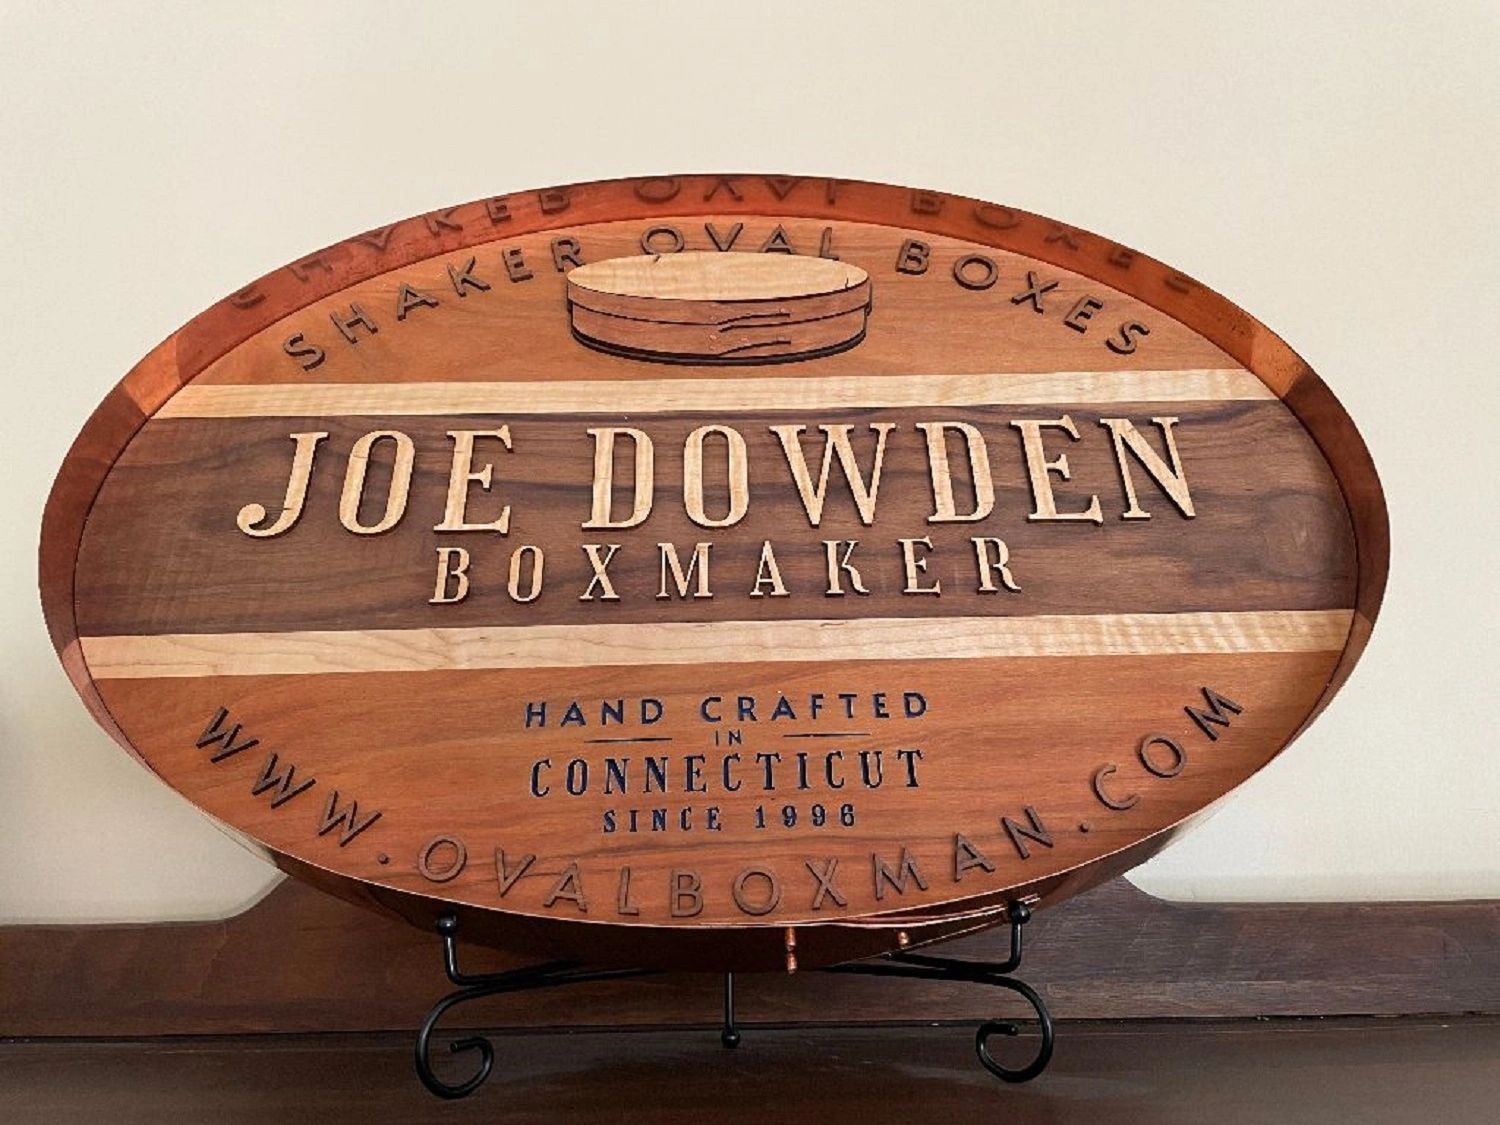 SHAKER OVAL BOXES
JOE DOWDEN
BOXMAKER
HAND CRAFTED
IN
CONNECTICUT
SINCE 1996
WWW.OVALBOXMAN.COM